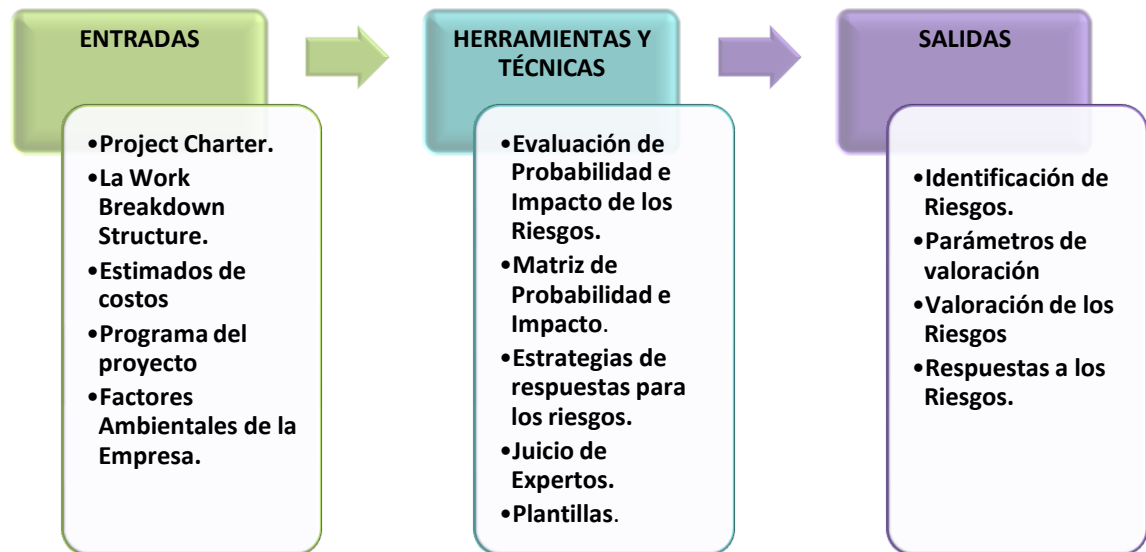 ENTRADAS
•Project Charter.
•La Work
Breakdown
Structure.
•Estimados de
costos
•Programa del
proyecto
•Factores
Ambientales de la
Empresa.
HERRAMIENTAS Y
TÉCNICAS
•Evaluación de
Probabilidad e
Impacto de los
Riesgos.
•Matriz de
Probabilidad e
Impacto.
•Estrategias de
respuestas para
los riesgos.
•Juicio de
Expertos.
•Plantillas.
SALIDAS
•Identificación de
Riesgos.
•Parámetros de
valoración
•Valoración de los
Riesgos
•Respuestas a los
Riesgos.